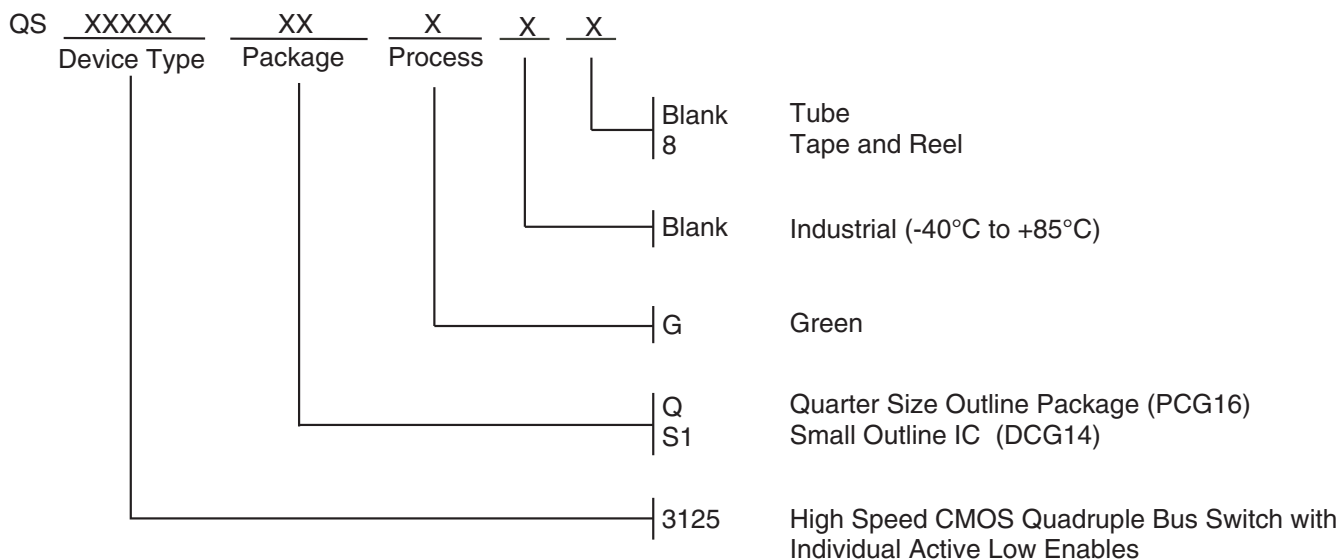 QS XXXXX XX X X X
Device Type Package Process
Blank Tube
8 Tape and Reel
Blank Industrial (-40°C to +85°C)
G Green
Q Quarter Size Outline Package (PCG16)
S1 Small Outline IC (DCG14)
3125 High Speed CMOS Quadruple Bus Switch with
Individual Active Low Enables